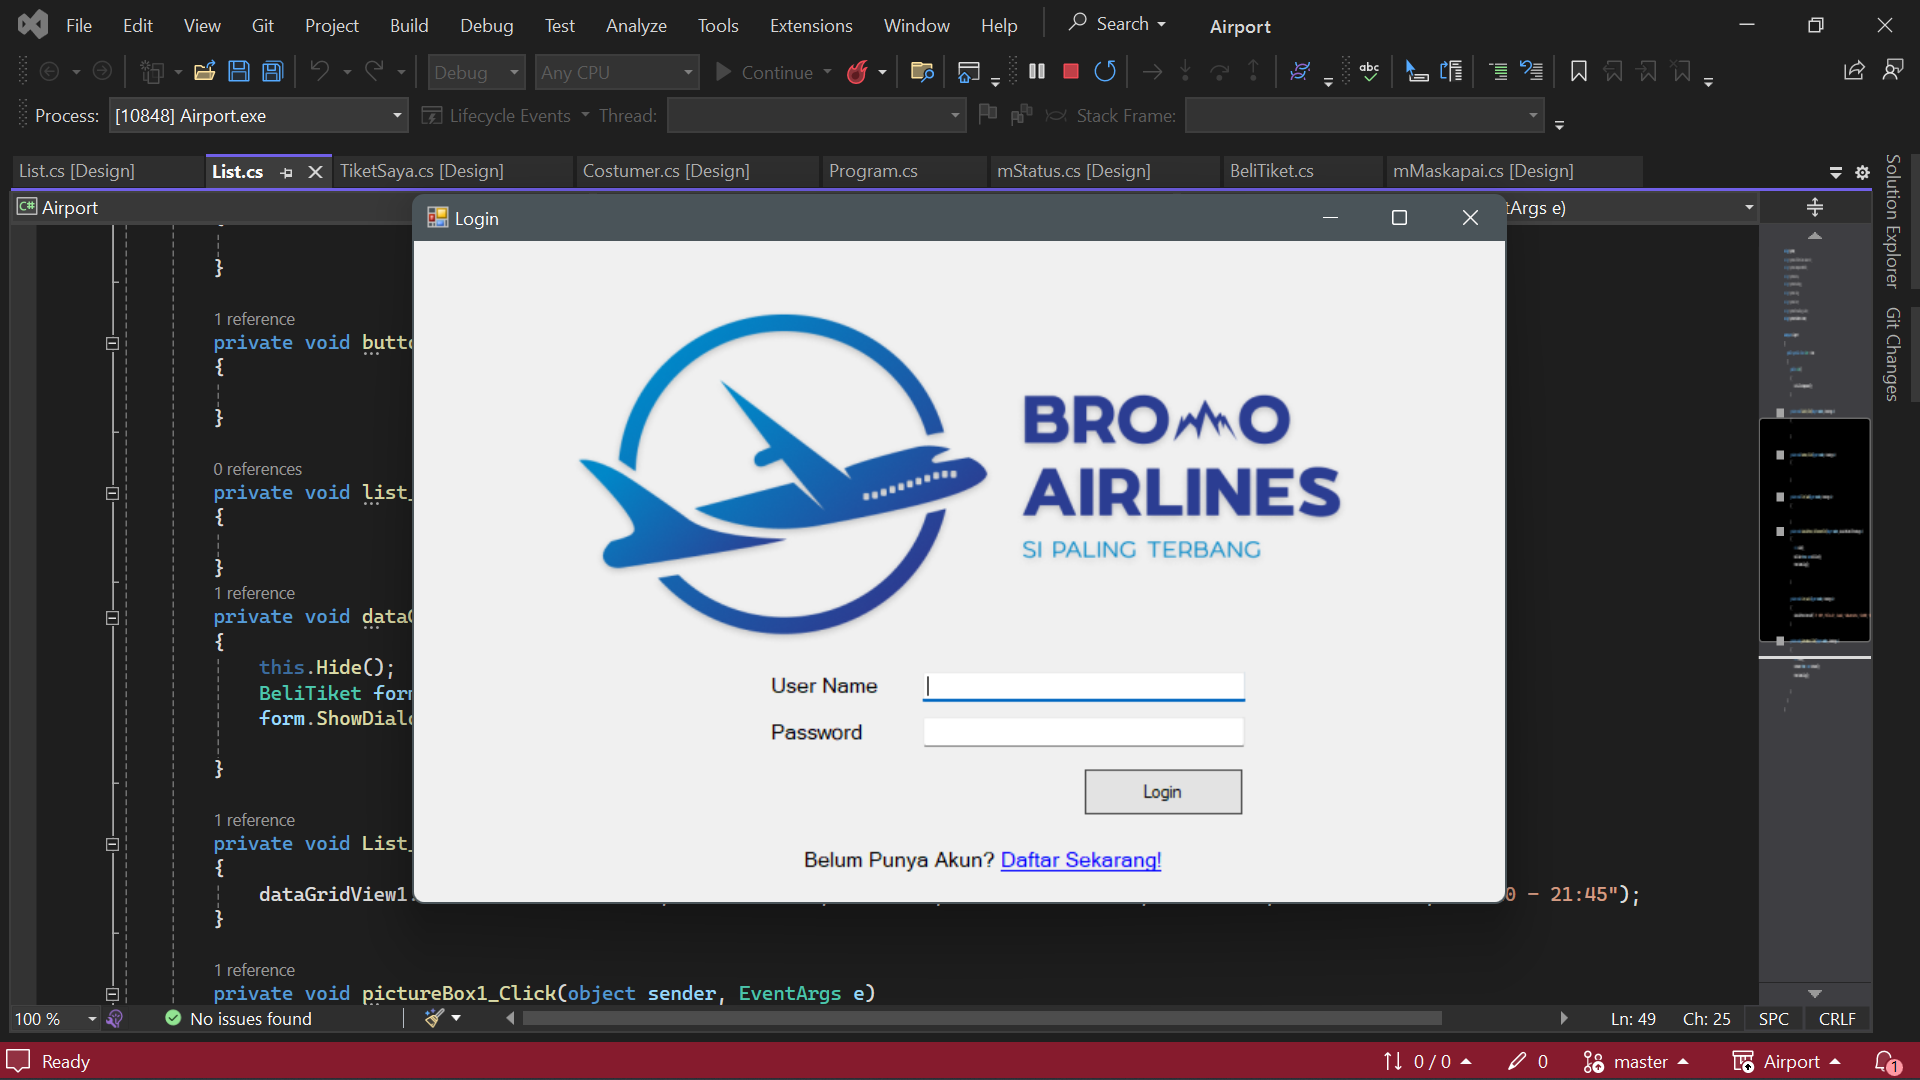 File Edit View Git Project Build Debug Test Analyze Tools Extensions Window Help Search Airport
Debug Any CPU Continue
Process: [10848] Airport.exe Lifecycle Events Thread: Stack Frame:
List.cs [Design] List.cs TiketSaya.cs [Design] Costumer.cs [Design] Program.cs mStatus.cs [Design] BeliTiket.cs mMaskapai.cs [Design]
C# Airport
Args e)
Solution Explorer
Git Changes
Login
BROMO
AIRLINES
SI PALING TERBANG
User Name
Password
Login
Belum Punya Akun? Daftar Sekarang!
}
1 reference
private void butto
{
}
0 references
private void list_
{
}
1 reference
private void data
{
this.Hide();
BeliTiket for
form.ShowDialo
}
1 reference
private void List_
{
dataGridView1. 0 - 21:45");
}
1 reference
private void pictureBox1_Click(object sender, EventArgs e)
100 % No issues found Ln: 49 Ch: 25 SPC CRLF
Ready 0 / 0 0 master Airport 1